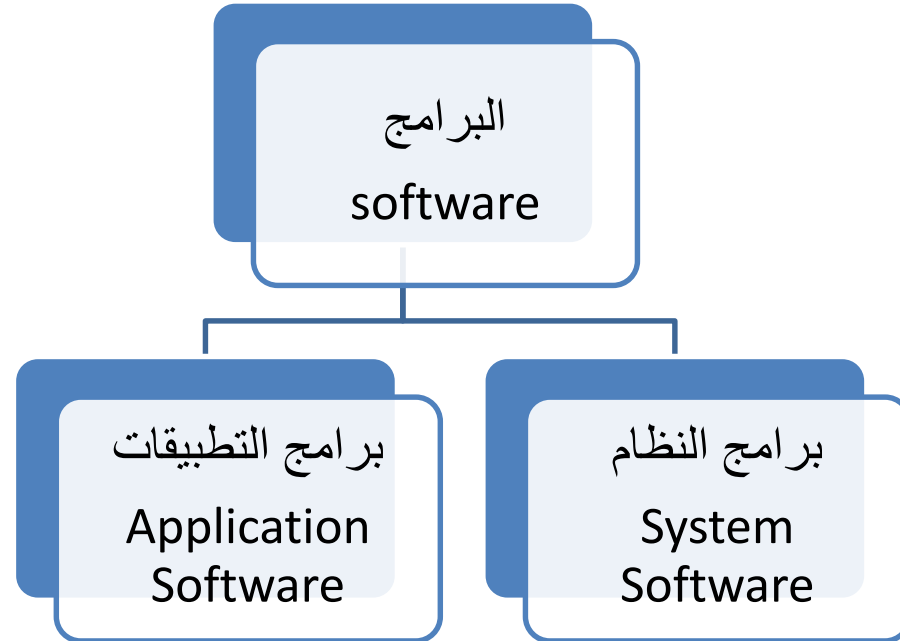 البرامج
software
برامج التطبيقات
Application
Software
برامج النظام
System
Software